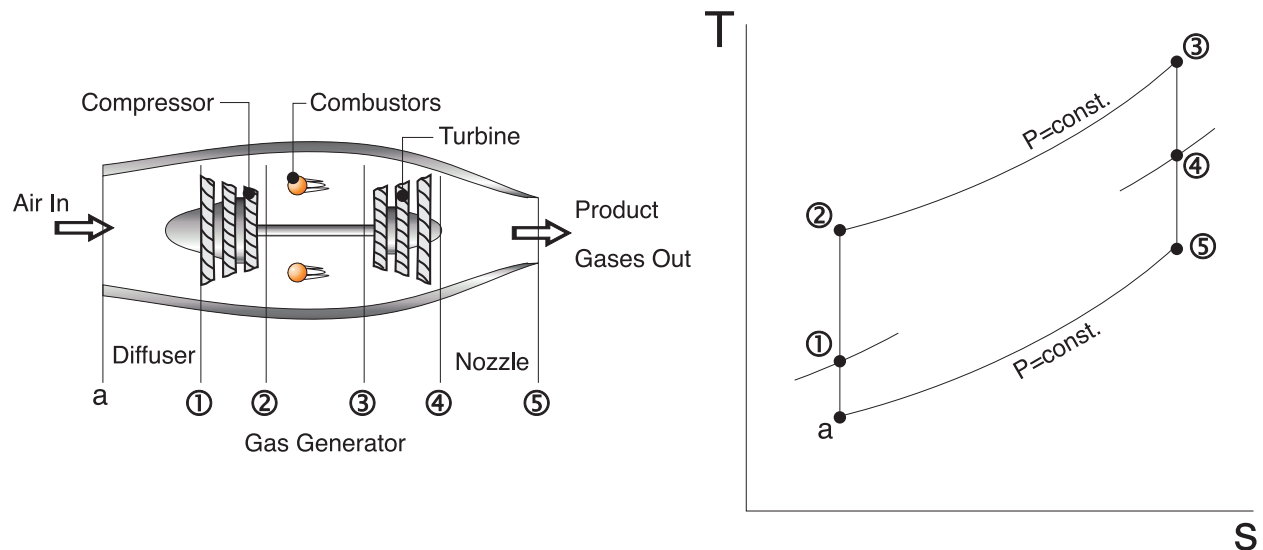 Compressor
Combustors
Turbine
Air In
Product
Gases Out
Diffuser
Nozzle
a
①
②
③
④
⑤
Gas Generator
T
③
P=const.
④
②
⑤
①
P=const.
a
S